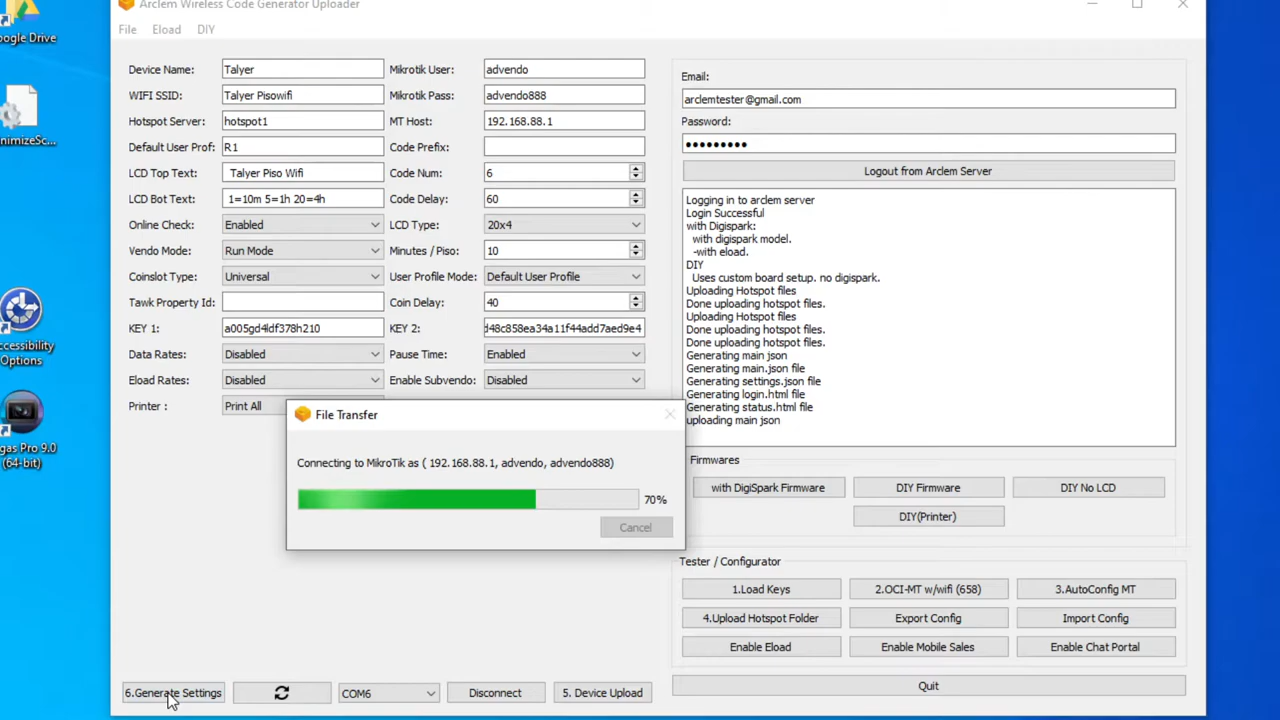 Arclem Wireless Code Generator Uploader
File Eload DIY
oogle Drive
nimizeSc...
ccessibility
Options
gas Pro 9.0
(64-bit)
Device Name: Talyer Mikrotik User: advendo
WIFI SSID: Talyer Pisowifi Mikrotik Pass: advendo888
Hotspot Server: hotspot1 MT Host: 192.168.88.1
Default User Prof: R1 Code Prefix:
LCD Top Text: Talyer Piso Wifi Code Num: 6
LCD Bot Text: 1=10m 5=1h 20=4h Code Delay: 60
Online Check: Enabled LCD Type: 20x4
Vendo Mode: Run Mode Minutes / Piso: 10
Coinslot Type: Universal User Profile Mode: Default User Profile
Tawk Property Id: Coin Delay: 40
KEY 1: a005gd4ldf378h210 KEY 2: d48c858ea34a11f44add7aed9e4
Data Rates: Disabled Pause Time: Enabled
Eload Rates: Disabled Enable Subvendo: Disabled
Printer : Print All
File Transfer
Connecting to MikroTik as ( 192.168.88.1, advendo, advendo888)
70%
Cancel
Email:
arclemtester@gmail.com
Password:
●●●●●●●●●
Logout from Arclem Server
Logging in to arclem server
Login Successful
with Digispark:
with digispark model.
-with eload.
DIY
Uses custom board setup. no digispark.
Uploading Hotspot files
Done uploading hotspot files.
Uploading Hotspot files
Done uploading hotspot files.
Done uploading hotspot files.
Generating main json
Generating main.json file
Generating settings.json file
Generating login.html file
Generating status.html file
uploading main json
Firmwares
with DigiSpark Firmware DIY Firmware DIY No LCD
DIY(Printer)
Tester / Configurator
1.Load Keys 2.OCI-MT w/wifi (658) 3.AutoConfig MT
4.Upload Hotspot Folder Export Config Import Config
Enable Eload Enable Mobile Sales Enable Chat Portal
6.Generate Settings COM6 Disconnect 5. Device Upload
Quit